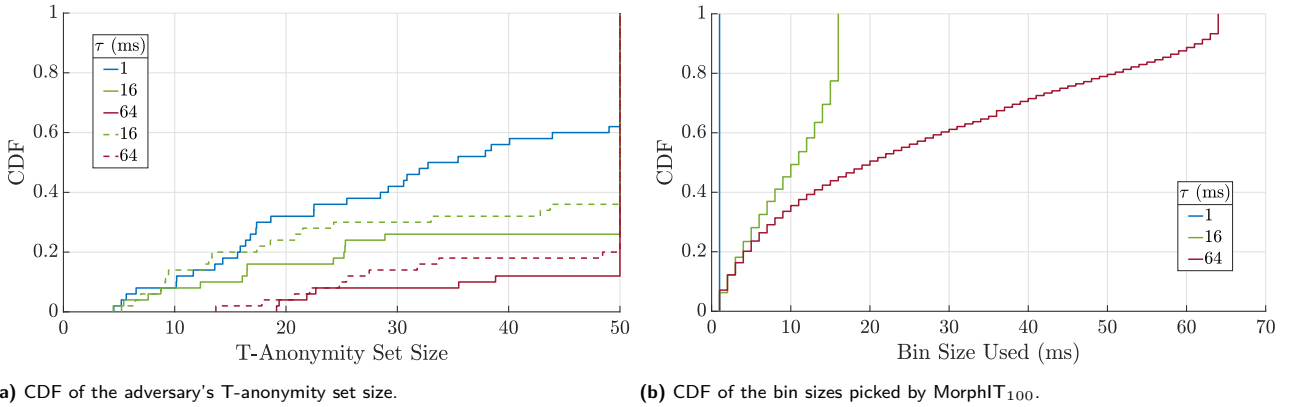 1
0.8
0.6
0.4
0.2
0
CDF
τ (ms)
1
16
64
16
64
0 10 20 30 40 50
T-Anonymity Set Size
a) CDF of the adversary's T-anonymity set size.
1
0.8
0.6
0.4
0.2
0
CDF
τ (ms)
1
16
64
0 10 20 30 40 50 60 70
Bin Size Used (ms)
(b) CDF of the bin sizes picked by MorphIT₁₀₀.